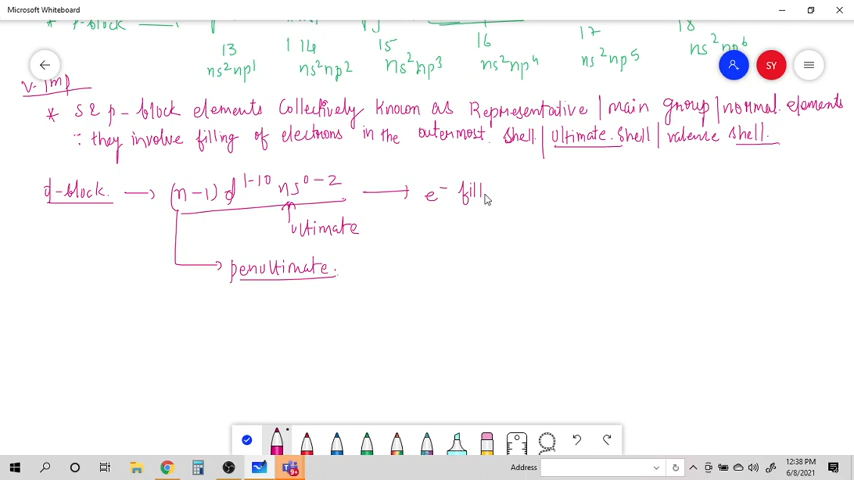 Microsoft Whiteboard
p-block
13 14 15 16 17 18
ns²np¹ ns²np² ns²np³ ns²np⁴ ns²np⁵ ns²np⁶
SY
v. imp
* s & p-block elements collectively known as Representative | main group | normal elements
∵ they involve filling of electrons in the outermost shell | ultimate shell | valence shell.
d-block. → (n-1) d¹⁻¹⁰ ns⁰⁻² → e⁻ fill
ultimate
penultimate.
Address
12:38 PM
6/8/2021